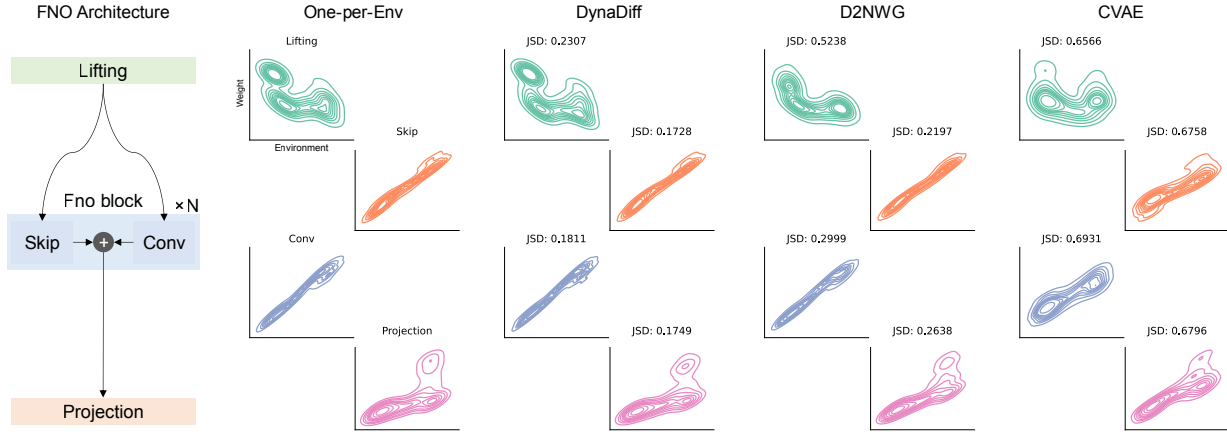 FNO Architecture
One-per-Env
DynaDiff
D2NWG
CVAE
Lifting
Fno block
× N
Skip
+
Conv
Projection
Lifting
JSD: 0.2307
JSD: 0.5238
JSD: 0.6566
Weight
Environment
Skip
JSD: 0.1728
JSD: 0.2197
JSD: 0.6758
Conv
JSD: 0.1811
JSD: 0.2999
JSD: 0.6931
Projection
JSD: 0.1749
JSD: 0.2638
JSD: 0.6796